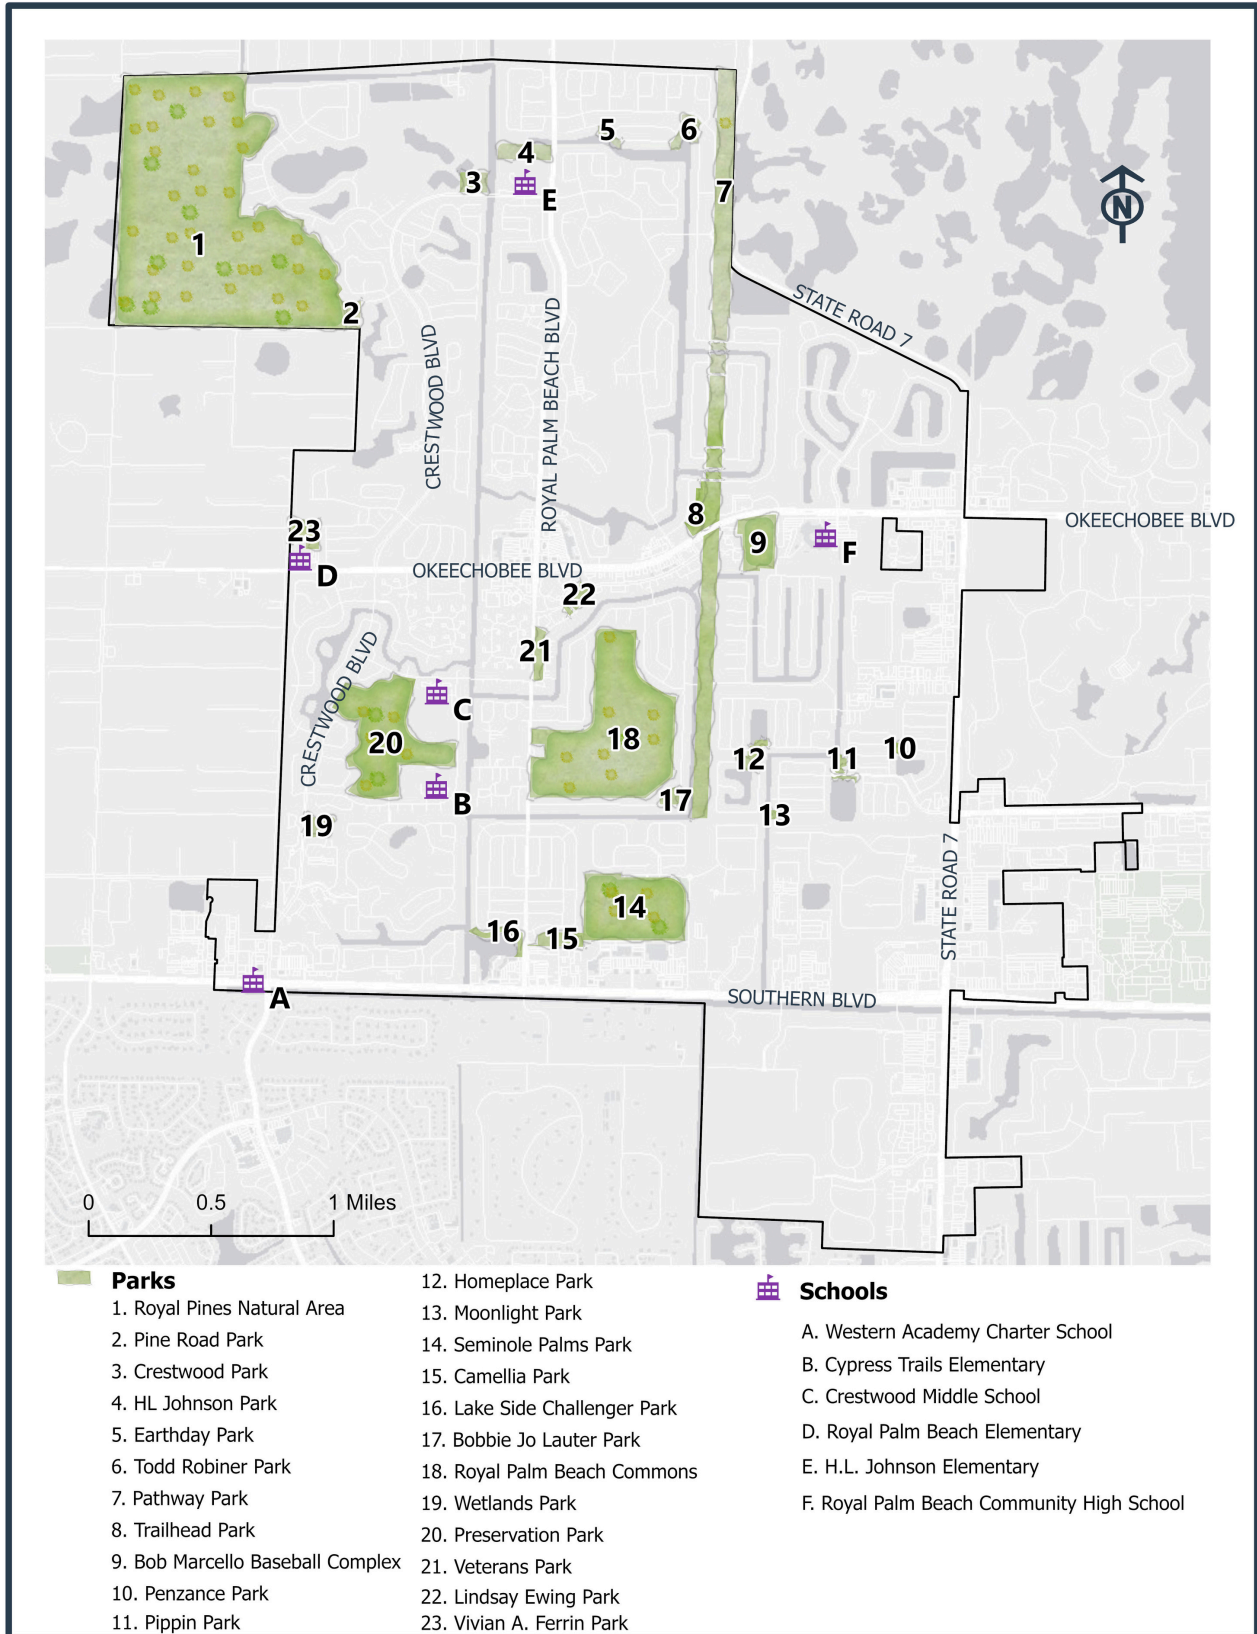 5
6
4
3
E
7
N
1
2
STATE ROAD 7
CRESTWOOD BLVD
ROYAL PALM BEACH BLVD
8
9
F
OKEECHOBEE BLVD
23
D
OKEECHOBEE BLVD
22
21
CRESTWOOD BLVD
C
20
18
12
11
10
B
17
13
19
STATE ROAD 7
14
16
15
A
SOUTHERN BLVD
0 0.5 1 Miles
Parks
1. Royal Pines Natural Area
2. Pine Road Park
3. Crestwood Park
4. HL Johnson Park
5. Earthday Park
6. Todd Robiner Park
7. Pathway Park
8. Trailhead Park
9. Bob Marcello Baseball Complex
10. Penzance Park
11. Pippin Park
12. Homeplace Park
13. Moonlight Park
14. Seminole Palms Park
15. Camellia Park
16. Lake Side Challenger Park
17. Bobbie Jo Lauter Park
18. Royal Palm Beach Commons
19. Wetlands Park
20. Preservation Park
21. Veterans Park
22. Lindsay Ewing Park
23. Vivian A. Ferrin Park
Schools
A. Western Academy Charter School
B. Cypress Trails Elementary
C. Crestwood Middle School
D. Royal Palm Beach Elementary
E. H.L. Johnson Elementary
F. Royal Palm Beach Community High School